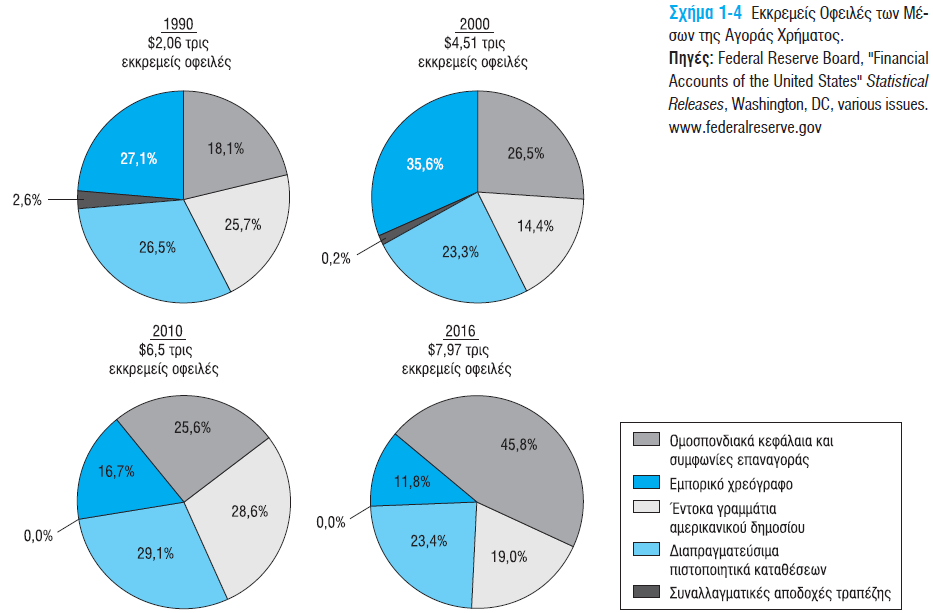 Σχήμα 1-4 Εκκρεμείς Οφειλές των Μέ-
σων της Αγοράς Χρήματος.
Πηγές: Federal Reserve Board, "Financial
Accounts of the United States" Statistical
Releases, Washington, DC, various issues.
www.federalreserve.gov
1990
$2,06 τρις
εκκρεμείς οφειλές
18,1%
25,7%
26,5%
2,6%
27,1%
2000
$4,51 τρις
εκκρεμείς οφειλές
26,5%
14,4%
23,3%
0,2%
35,6%
2010
$6,5 τρις
εκκρεμείς οφειλές
25,6%
28,6%
29,1%
0,0%
16,7%
2016
$7,97 τρις
εκκρεμείς οφειλές
45,8%
19,0%
23,4%
0,0%
11,8%
Ομοσπονδιακά κεφάλαια και
συμφωνίες επαναγοράς
Εμπορικό χρεόγραφο
Έντοκα γραμμάτια
αμερικανικού δημοσίου
Διαπραγματεύσιμα
πιστοποιητικά καταθέσεων
Συναλλαγματικές αποδοχές τραπέζης